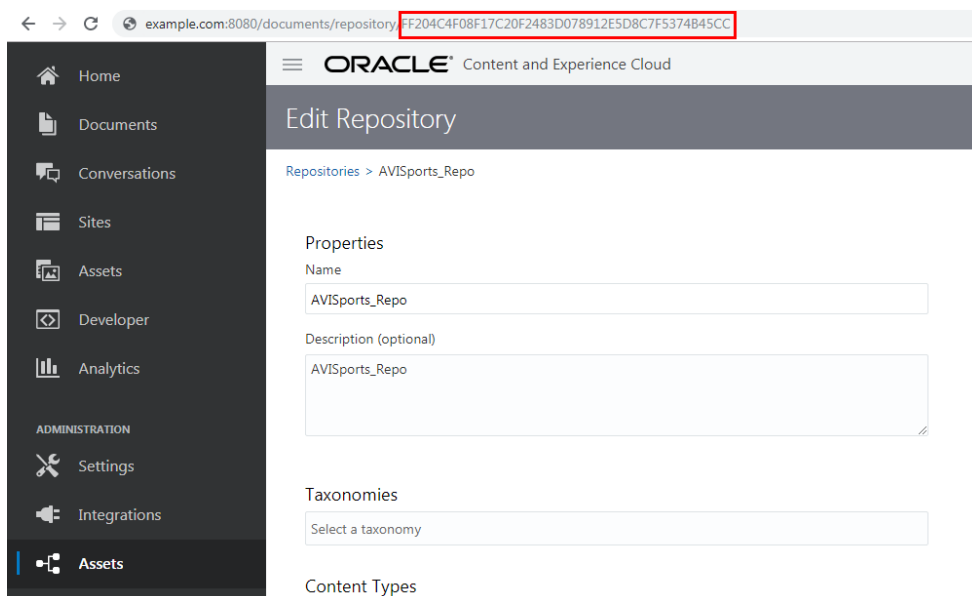 example.com:8080/documents/repository/FF204C4F08F17C20F2483D078912E5D8C7F5374B45CC
Home
Documents
Conversations
Sites
Assets
Developer
Analytics
ADMINISTRATION
Settings
Integrations
Assets
ORACLE® Content and Experience Cloud
Edit Repository
Repositories > AVISports_Repo
Properties
Name
AVISports_Repo
Description (optional)
AVISports_Repo
Taxonomies
Select a taxonomy
Content Types